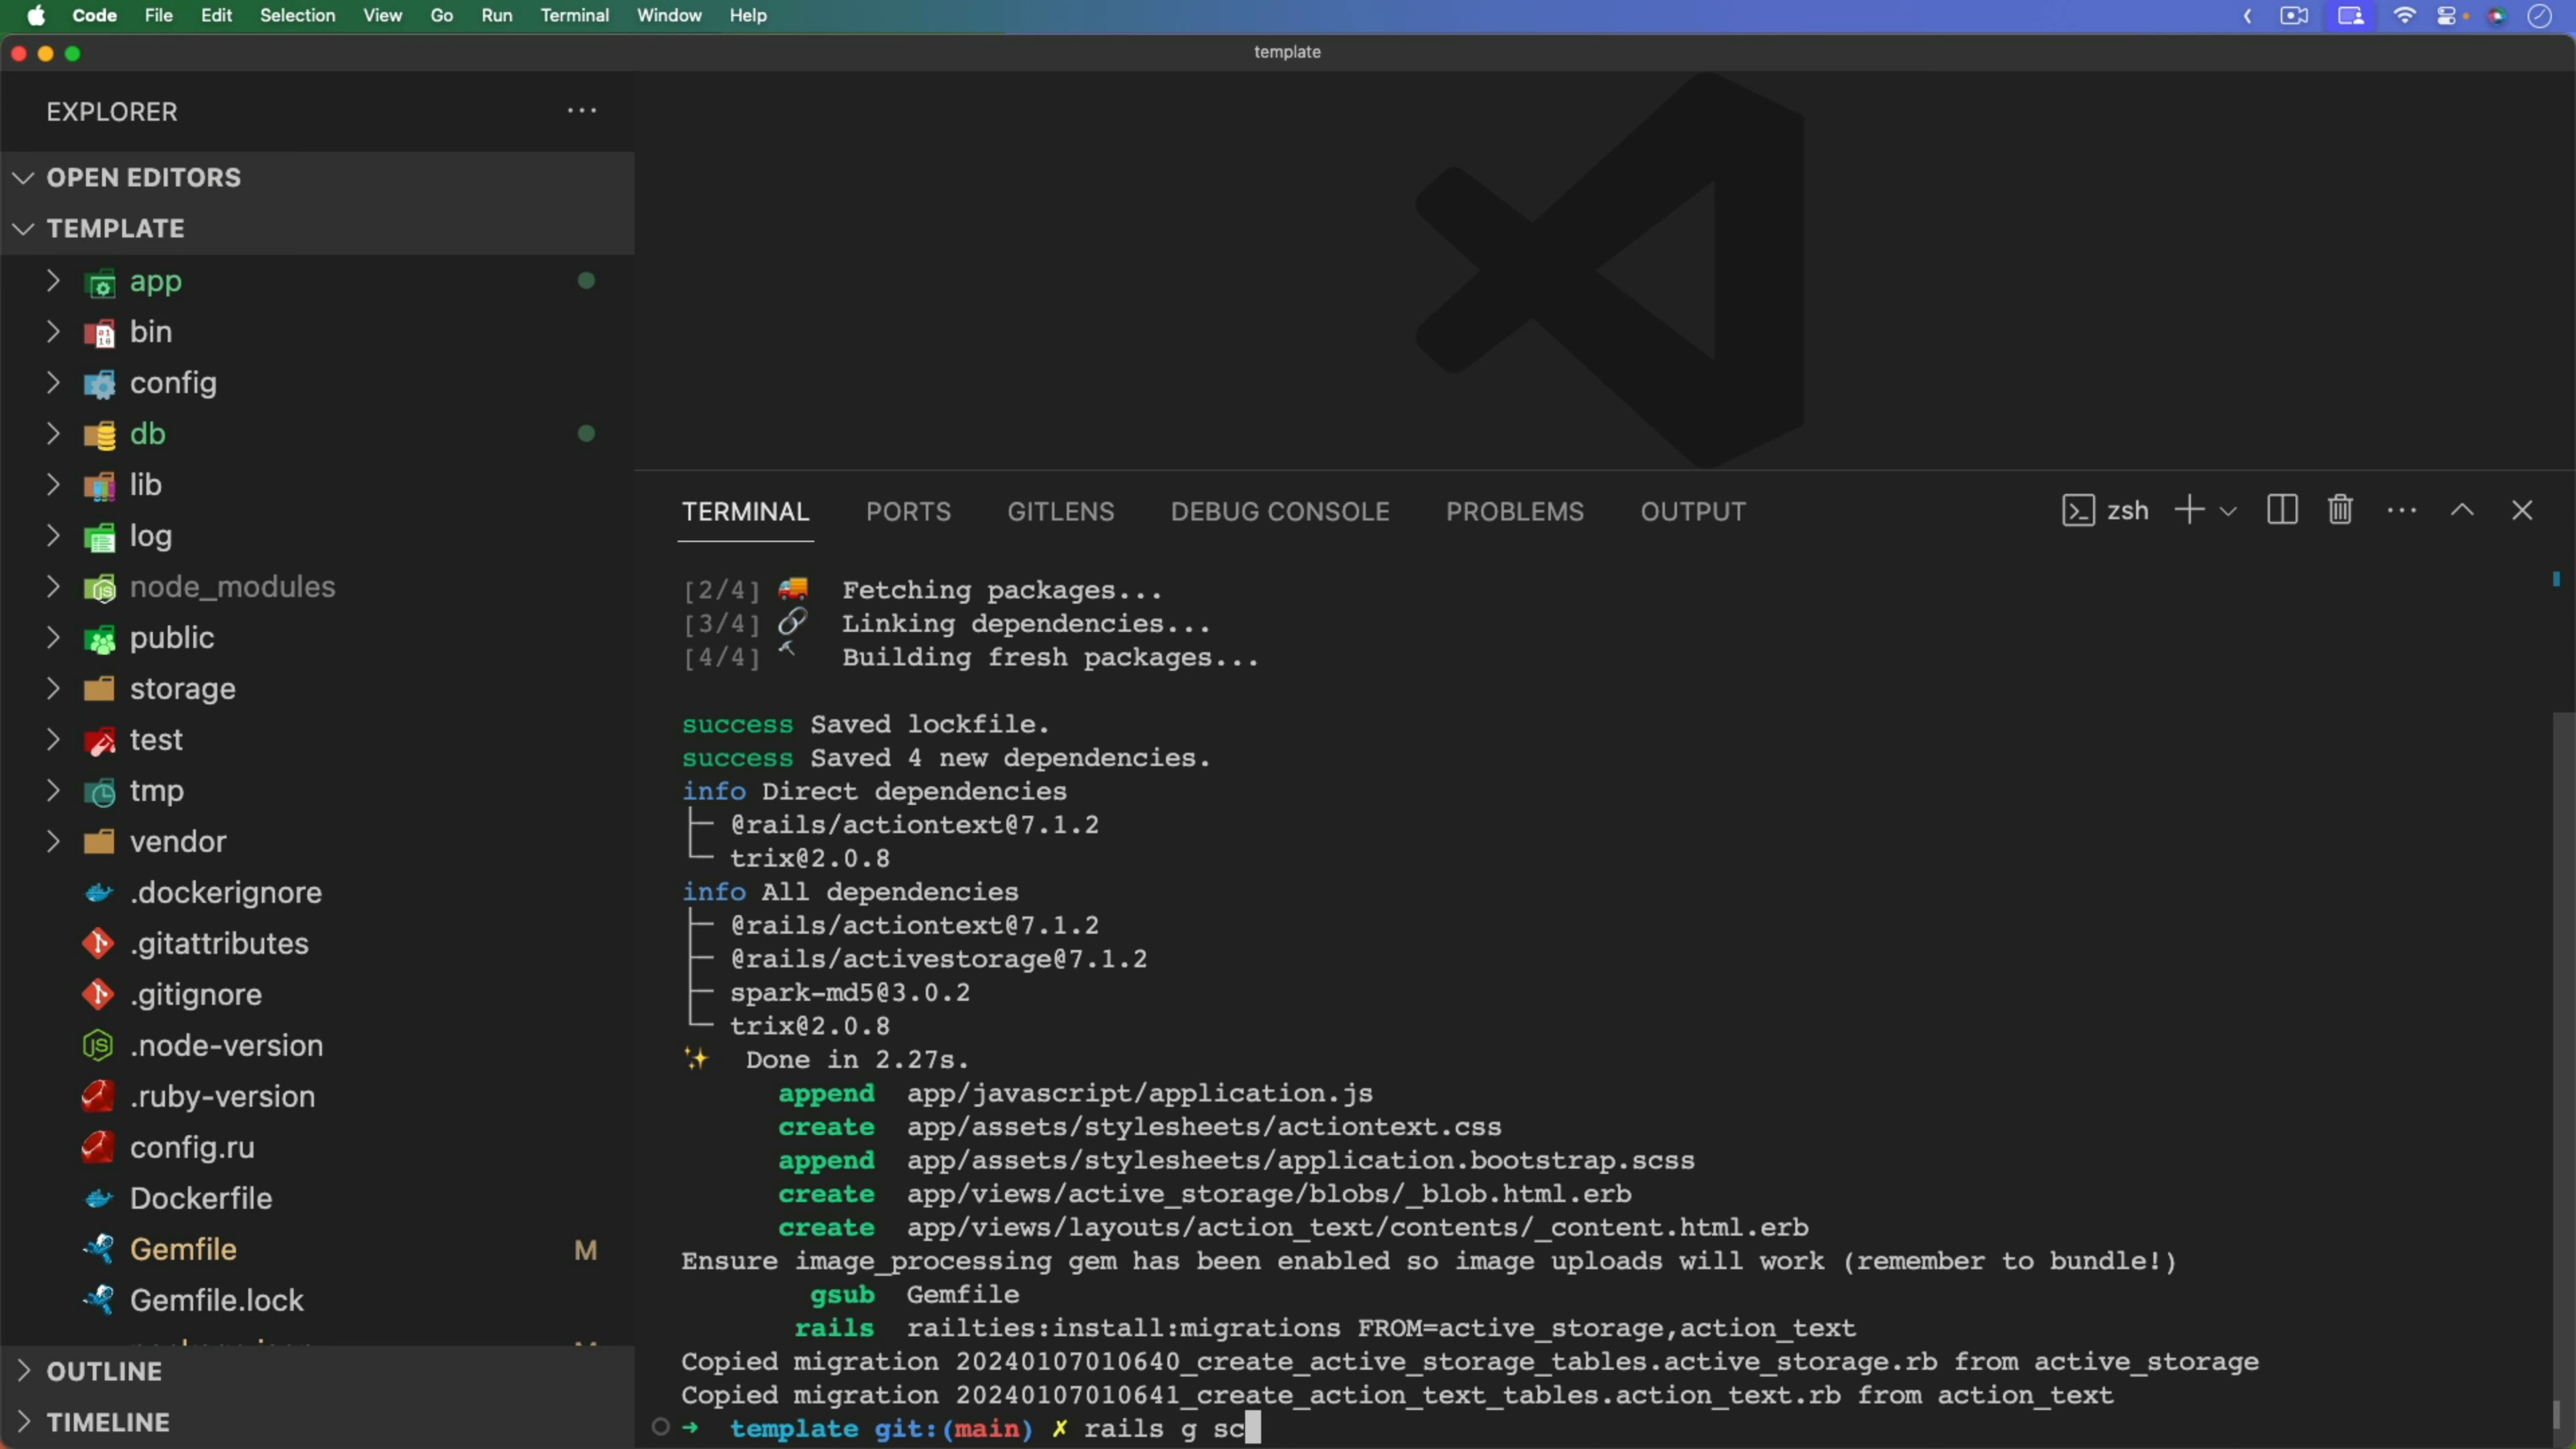 Code File Edit Selection View Go Run Terminal Window Help
template
EXPLORER
OPEN EDITORS
TEMPLATE
app
bin
config
db
lib
log
node_modules
public
storage
test
tmp
vendor
.dockerignore
.gitattributes
.gitignore
.node-version
.ruby-version
config.ru
Dockerfile
Gemfile M
Gemfile.lock
OUTLINE
TIMELINE
TERMINAL PORTS GITLENS DEBUG CONSOLE PROBLEMS OUTPUT zsh
[2/4] 🚚 Fetching packages...
[3/4] 🔗 Linking dependencies...
[4/4] 🔨 Building fresh packages...
success Saved lockfile.
success Saved 4 new dependencies.
info Direct dependencies
├─ @rails/actiontext@7.1.2
└─ trix@2.0.8
info All dependencies
├─ @rails/actiontext@7.1.2
├─ @rails/activestorage@7.1.2
├─ spark-md5@3.0.2
└─ trix@2.0.8
✨ Done in 2.27s.
append app/javascript/application.js
create app/assets/stylesheets/actiontext.css
append app/assets/stylesheets/application.bootstrap.scss
create app/views/active_storage/blobs/_blob.html.erb
create app/views/layouts/action_text/contents/_content.html.erb
Ensure image_processing gem has been enabled so image uploads will work (remember to bundle!)
gsub Gemfile
rails railties:install:migrations FROM=active_storage,action_text
Copied migration 20240107010640_create_active_storage_tables.active_storage.rb from active_storage
Copied migration 20240107010641_create_action_text_tables.action_text.rb from action_text
➜ template git:(main) ✗ rails g sc